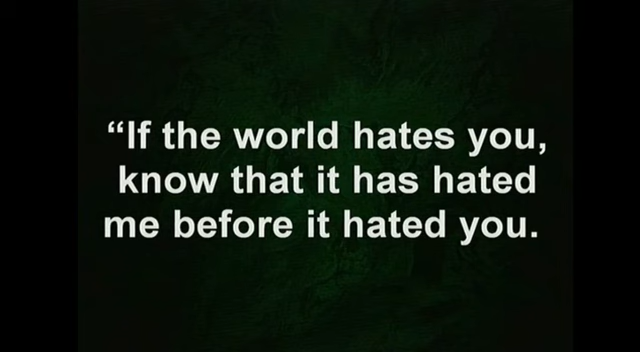 “If the world hates you,
know that it has hated
me before it hated you.